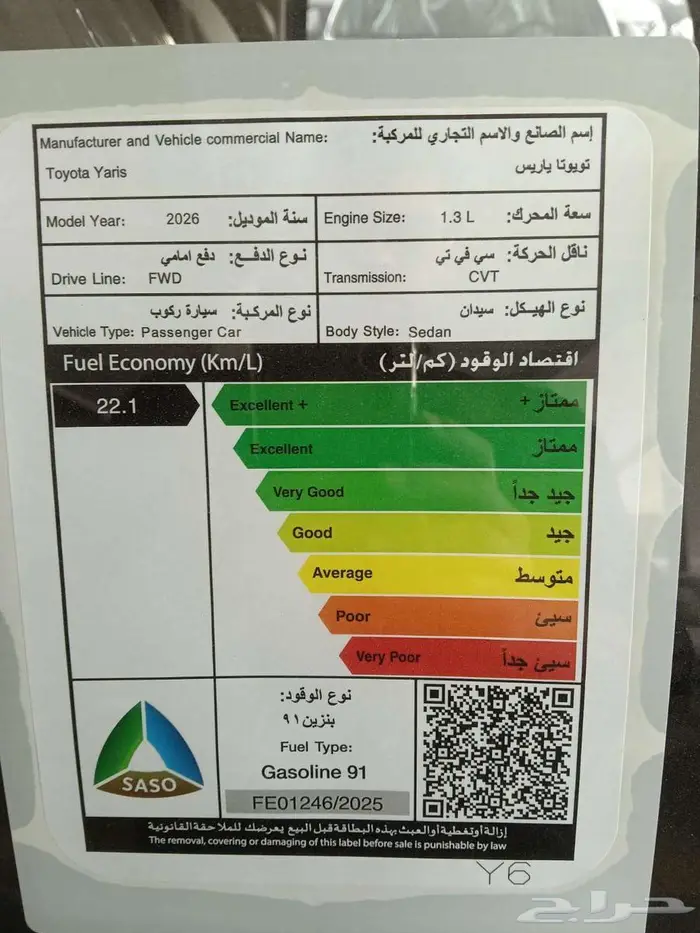 Manufacturer and Vehicle commercial Name: إسم الصانع والاسم التجاري للمركبة:
Toyota Yaris تويوتا ياريس
Model Year: 2026 سنة الموديل:
Engine Size: 1.3 L سعة المحرك:
نوع الدفع: دفع امامي
Drive Line: FWD
ناقل الحركة: سي في تي
Transmission: CVT
نوع المركبة: سيارة ركوب
Vehicle Type: Passenger Car
نوع الهيكل: سيدان
Body Style: Sedan
Fuel Economy (Km/L) اقتصاد الوقود (كم/لتر)
22.1
Excellent + ممتاز +
Excellent ممتاز
Very Good جيد جداً
Good جيد
Average متوسط
Poor سيئ
Very Poor سيئ جداً
SASO
نوع الوقود:
بنزين ٩١
Fuel Type:
Gasoline 91
FE01246/2025
إزالة أو تغطية أو العبث بهذه البطاقة قبل البيع يعرضك للملاحقة القانونية
The removal, covering or damaging of this label before sale is punishable by law
Y6
حراج